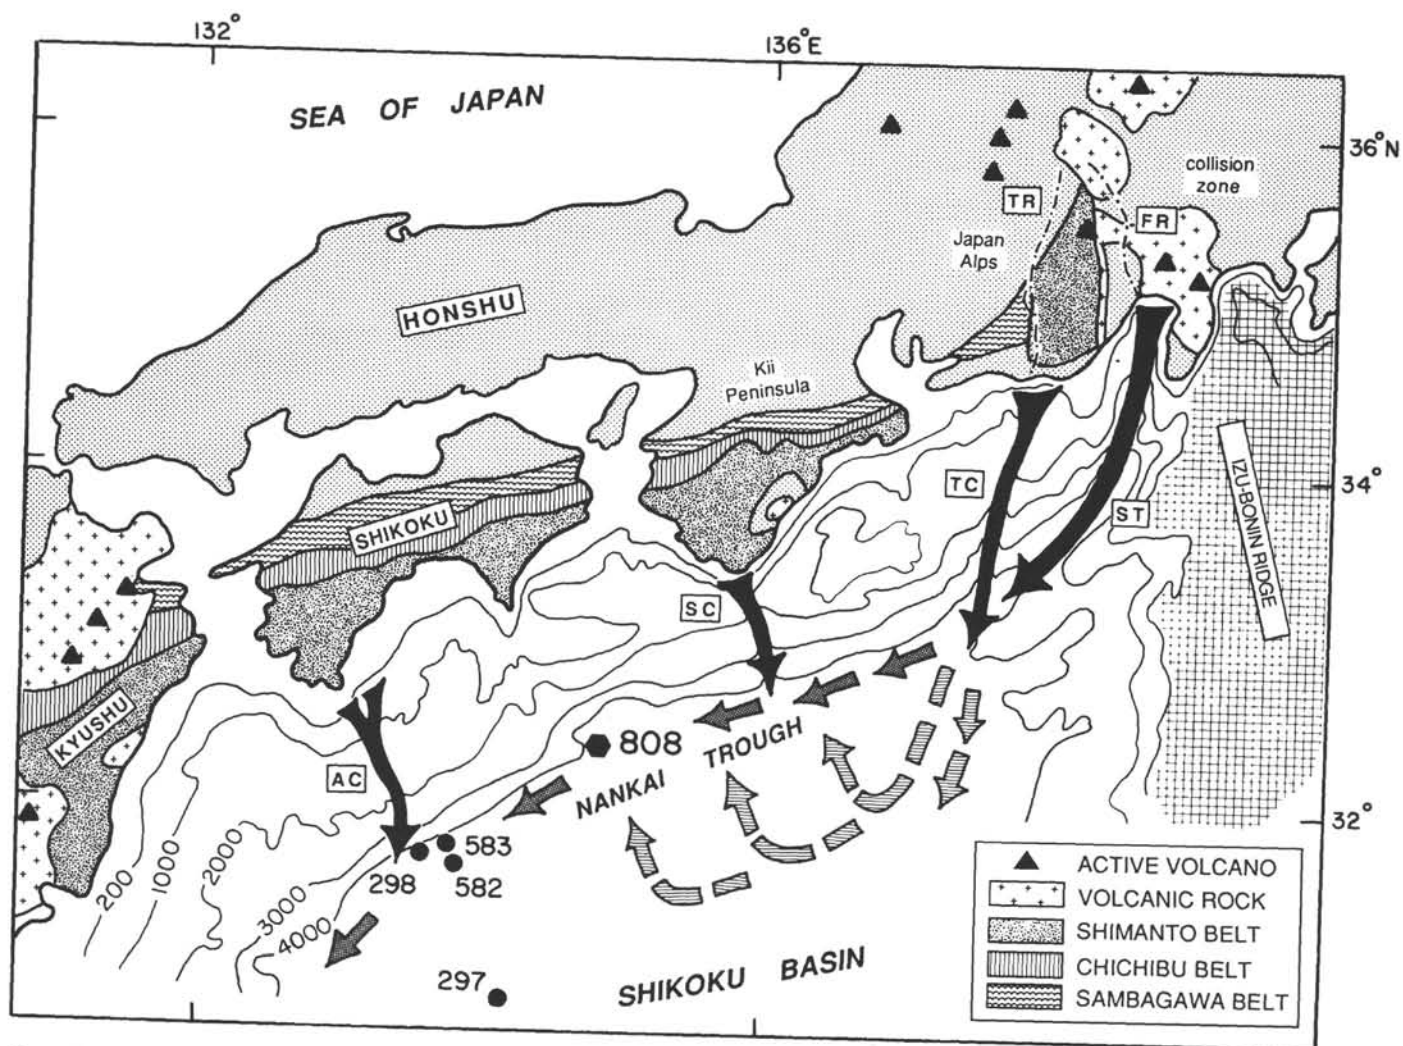 132°
136°E
SEA OF JAPAN
36°N
collision
zone
TR
FR
Japan
Alps
HONSHU
Kii
Peninsula
34°
TC
ST
IZU-BONIN RIDGE
SHIKOKU
SC
KYUSHU
AC
808
NANKAI TROUGH
32°
583
298
582
200
1000
2000
3000
4000
297
SHIKOKU BASIN
ACTIVE VOLCANO
VOLCANIC ROCK
SHIMANTO BELT
CHICHIBU BELT
SAMBAGAWA BELT